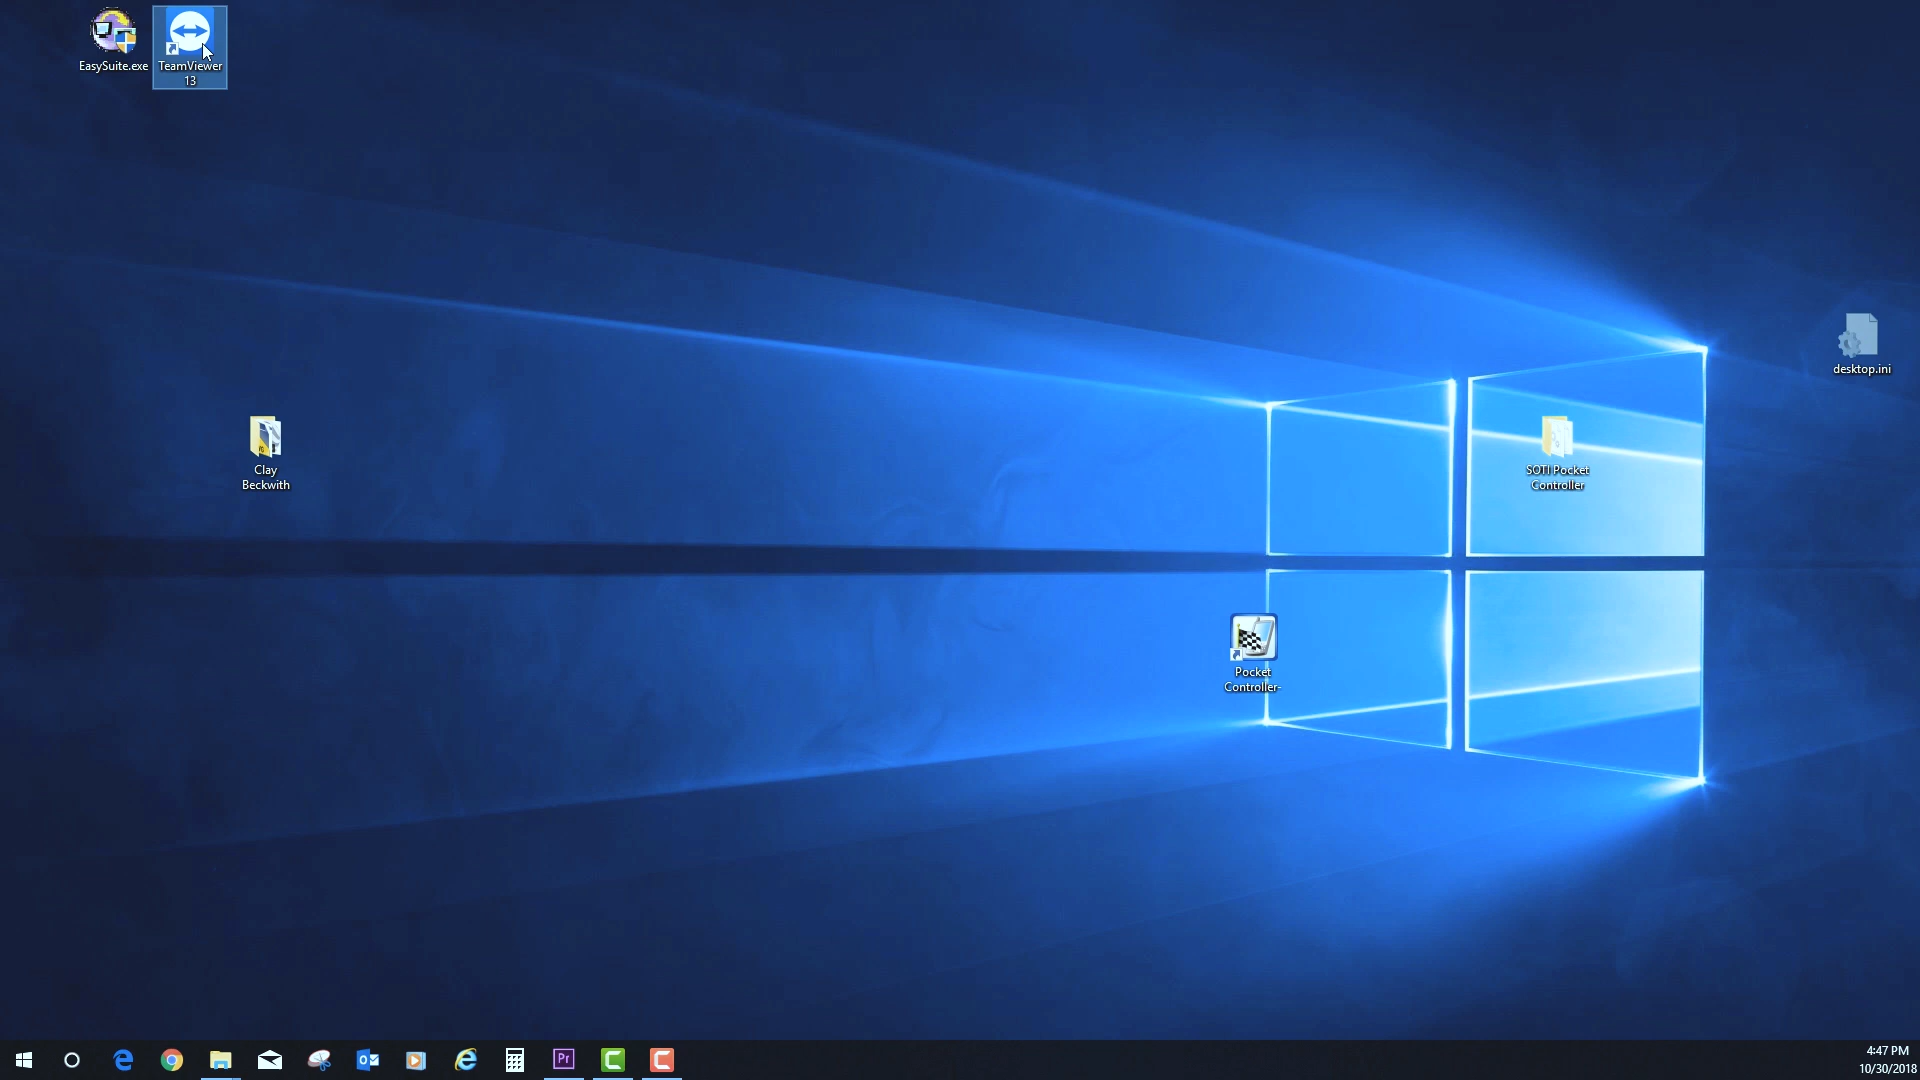 EasySuite.exe
TeamViewer
13
desktop.ini
Clay
Beckwith
SOTI Pocket
Controller
Pocket
Controller-
Pr
4:47 PM
10/30/2018